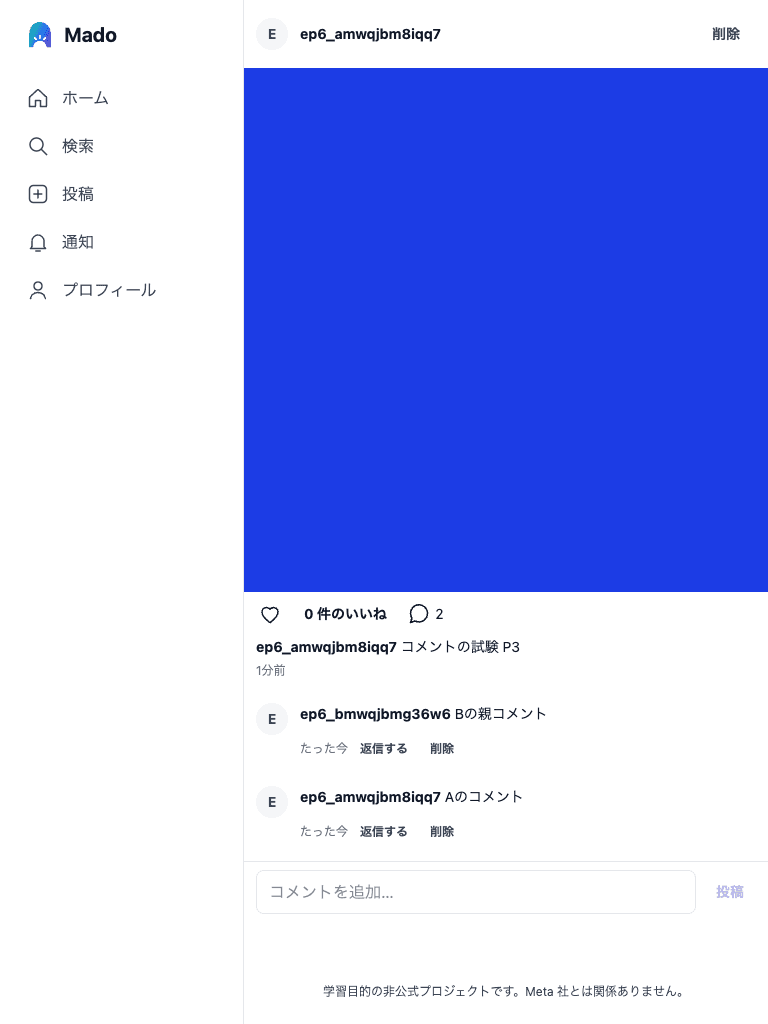 Mado
ホーム
検索
投稿
通知
プロフィール
E ep6_amwqjbm8iqq7 削除
0 件のいいね 2
ep6_amwqjbm8iqq7 コメントの試験 P3
1分前
E ep6_bmwqjbmg36w6 Bの親コメント
たった今 返信する 削除
E ep6_amwqjbm8iqq7 Aのコメント
たった今 返信する 削除
コメントを追加... 投稿
学習目的の非公式プロジェクトです。Meta 社とは関係ありません。